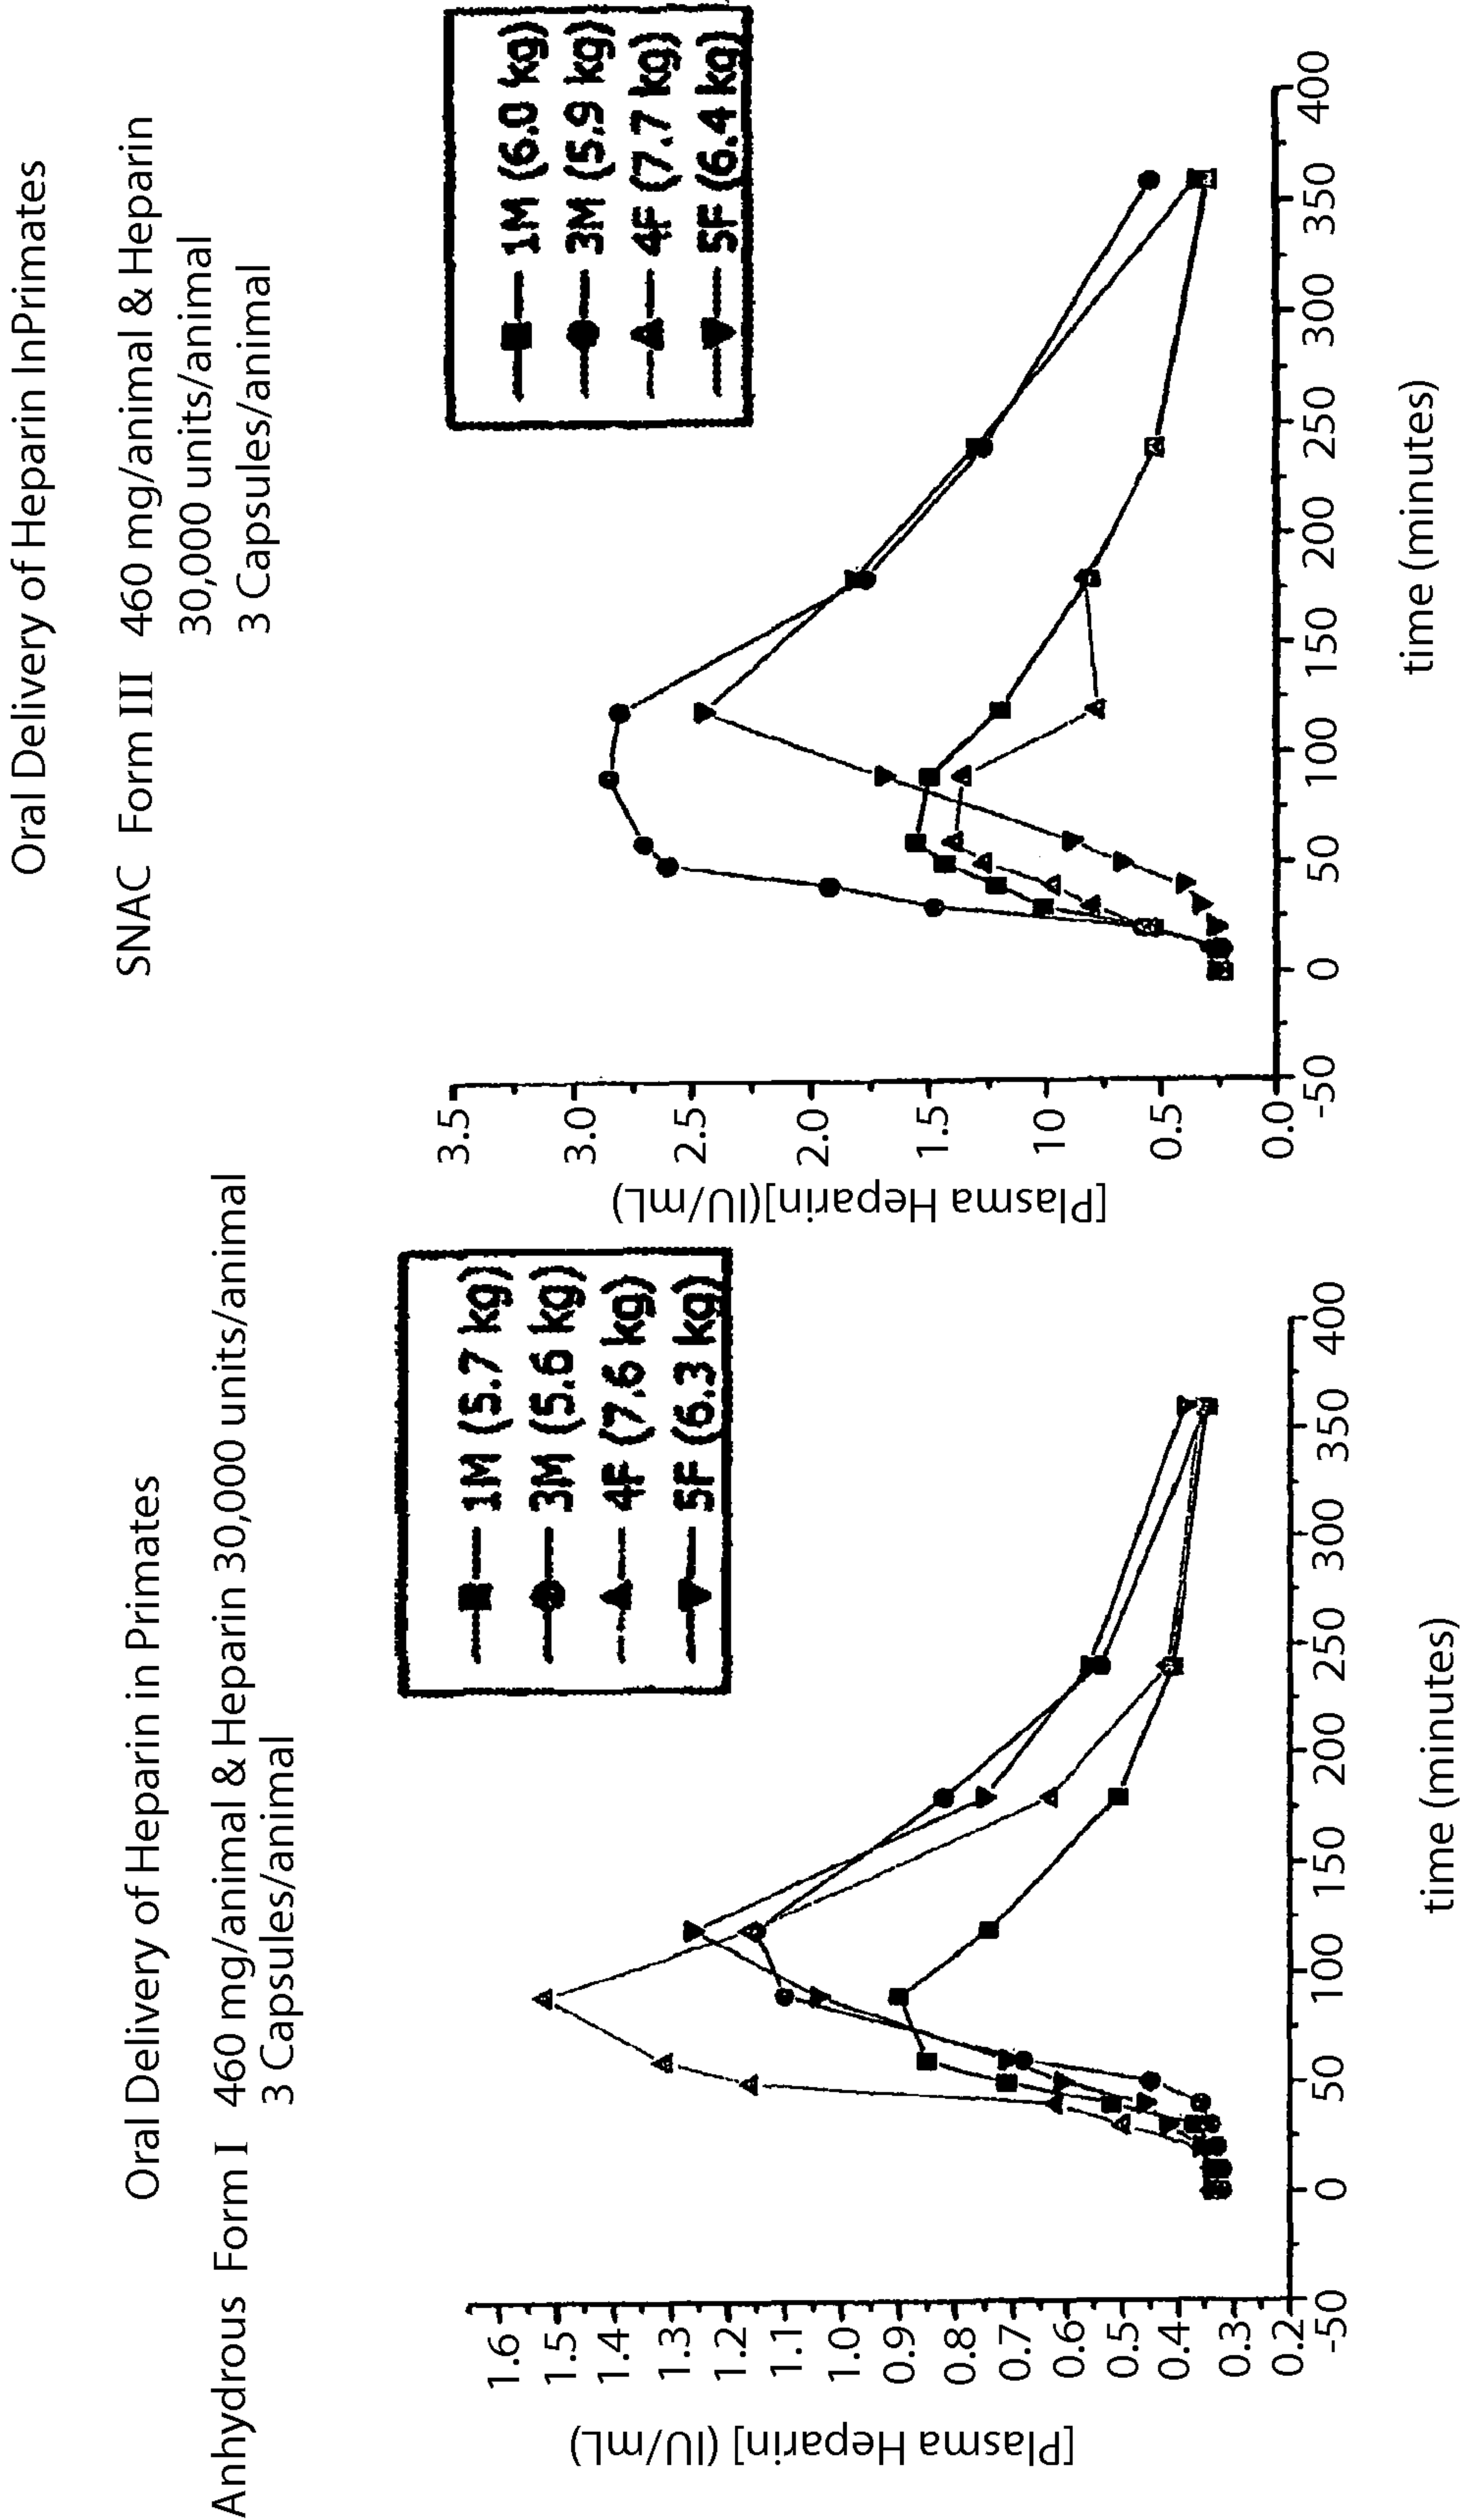 Oral Delivery of Heparin in Primates
Anhydrous Form I 460 mg/animal & Heparin 30,000 units/animal
3 Capsules/animal
1M (5.7 kg)
3M (5.6 kg)
4F (7.6 kg)
5F (6.3 kg)
[Plasma Heparin] (IU/mL)
1.6
1.5
1.4
1.3
1.2
1.1
1.0
0.9
0.8
0.7
0.6
0.5
0.4
0.3
0.2
-50 0 50 100 150 200 250 300 350 400
time (minutes)
Oral Delivery of Heparin InPrimates
SNAC Form III 460 mg/animal & Heparin
30,000 units/animal
3 Capsules/animal
1M (6.0 kg)
3M (5.9 kg)
4F (7.7 kg)
5F (6.4 kg)
[Plasma Heparin](IU/mL)
3.5
3.0
2.5
2.0
1.5
10
0.5
0.0
-50 0 50 100 150 200 250 300 350 400
time (minutes)